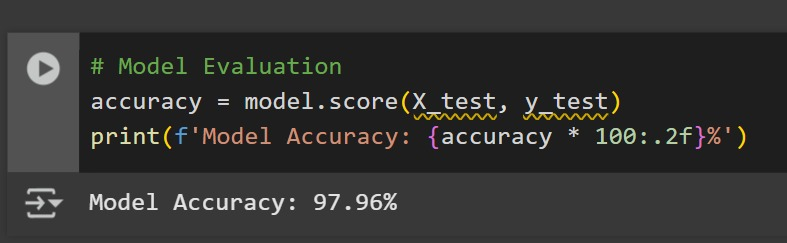 # Model Evaluation
accuracy = model.score(X_test, y_test)
print(f'Model Accuracy: {accuracy * 100:.2f}%')
Model Accuracy: 97.96%